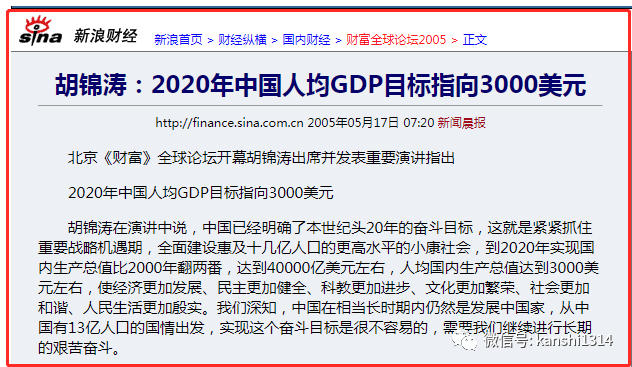 sina 新浪财经 新浪首页 > 财经纵横 > 国内财经 > 财富全球论坛2005 > 正文
胡锦涛：2020年中国人均GDP目标指向3000美元
http://finance.sina.com.cn 2005年05月17日 07:20 新闻晨报
北京《财富》全球论坛开幕胡锦涛出席并发表重要演讲指出
2020年中国人均GDP目标指向3000美元
胡锦涛在演讲中说，中国已经明确了本世纪头20年的奋斗目标，这就是紧紧抓住
重要战略机遇期，全面建设惠及十几亿人口的更高水平的小康社会，到2020年实现国
内生产总值比2000年翻两番，达到40000亿美元左右，人均国内生产总值达到3000美
元左右，使经济更加发展、民主更加健全、科教更加进步、文化更加繁荣、社会更加
和谐、人民生活更加殷实。我们深知，中国在相当长时期内仍然是发展中国家，从中
国有13亿人口的国情出发，实现这个奋斗目标是很不容易的，需要我们继续进行长期
的艰苦奋斗。
微信号: kanshi1314